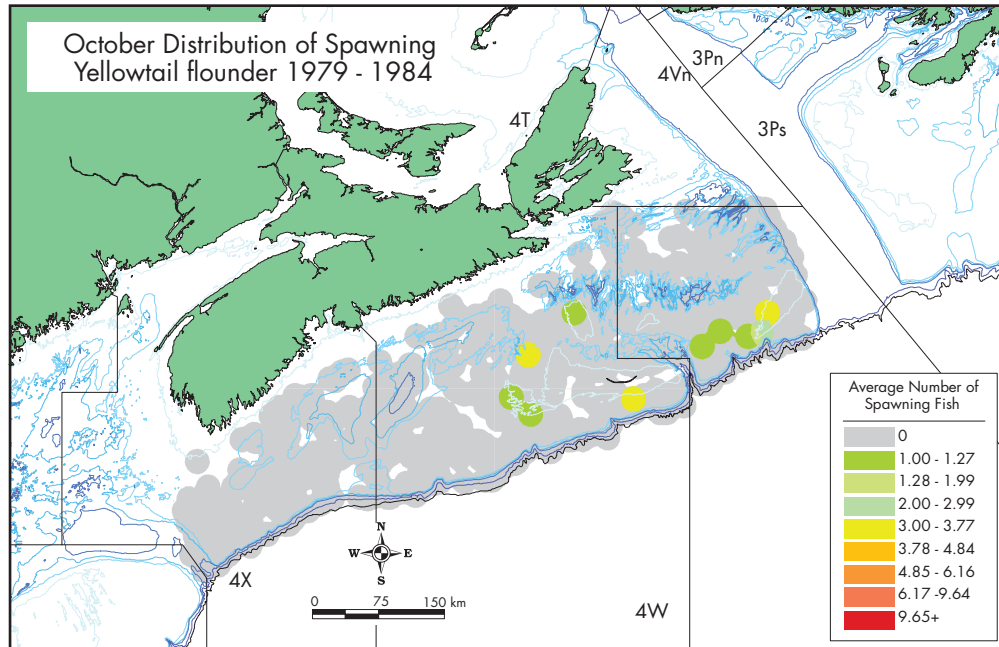 October Distribution of Spawning
Yellowtail flounder 1979 - 1984
4T
4Vn
3Pn
3Ps
4X
4W
N
W E
S
0 75 150 km
Average Number of
Spawning Fish
0
1.00 - 1.27
1.28 - 1.99
2.00 - 2.99
3.00 - 3.77
3.78 - 4.84
4.85 - 6.16
6.17 -9.64
9.65+